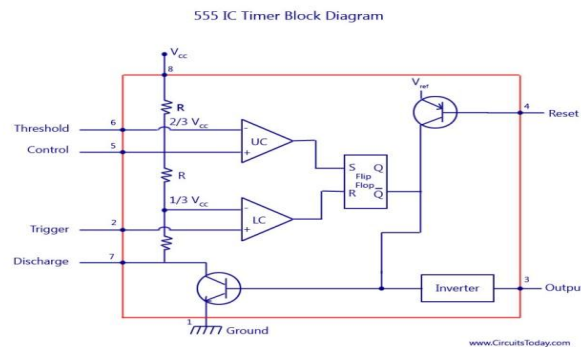 555 IC Timer Block Diagram
Vcc
8
R
Threshold 6 2/3 Vcc - UC
Control 5 +
Vref
4 Reset
S Q
Flip
Flop
R Q
R
1/3 Vcc - LC
Trigger 2 +
Discharge 7
Inverter 3 Output
1 Ground
www.CircuitsToday.com